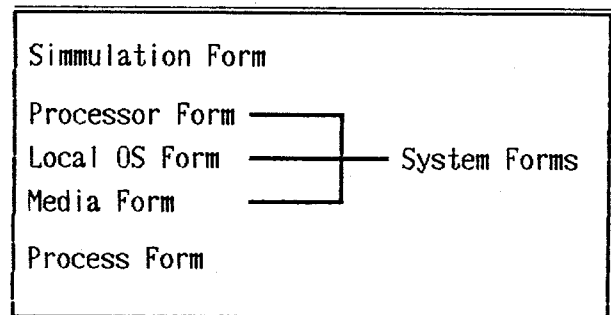 Simmulation Form
Processor Form
Local OS Form System Forms
Media Form
Process Form